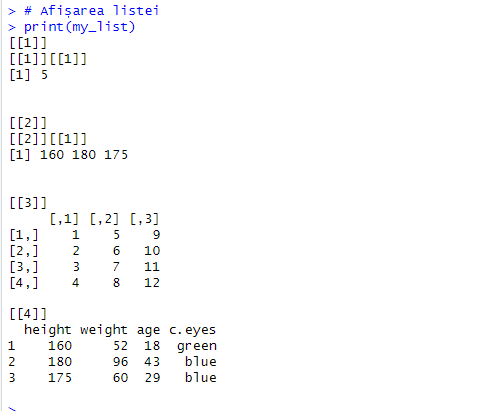 > # Afișarea listei
> print(my_list)
[[1]]
[[1]][[1]]
[1] 5
[[2]]
[[2]][[1]]
[1] 160 180 175
[[3]]
     [,1] [,2] [,3]
[1,]    1    5    9
[2,]    2    6   10
[3,]    3    7   11
[4,]    4    8   12
[[4]]
  height weight age c.eyes
1    160     52  18  green
2    180     96  43   blue
3    175     60  29   blue
>